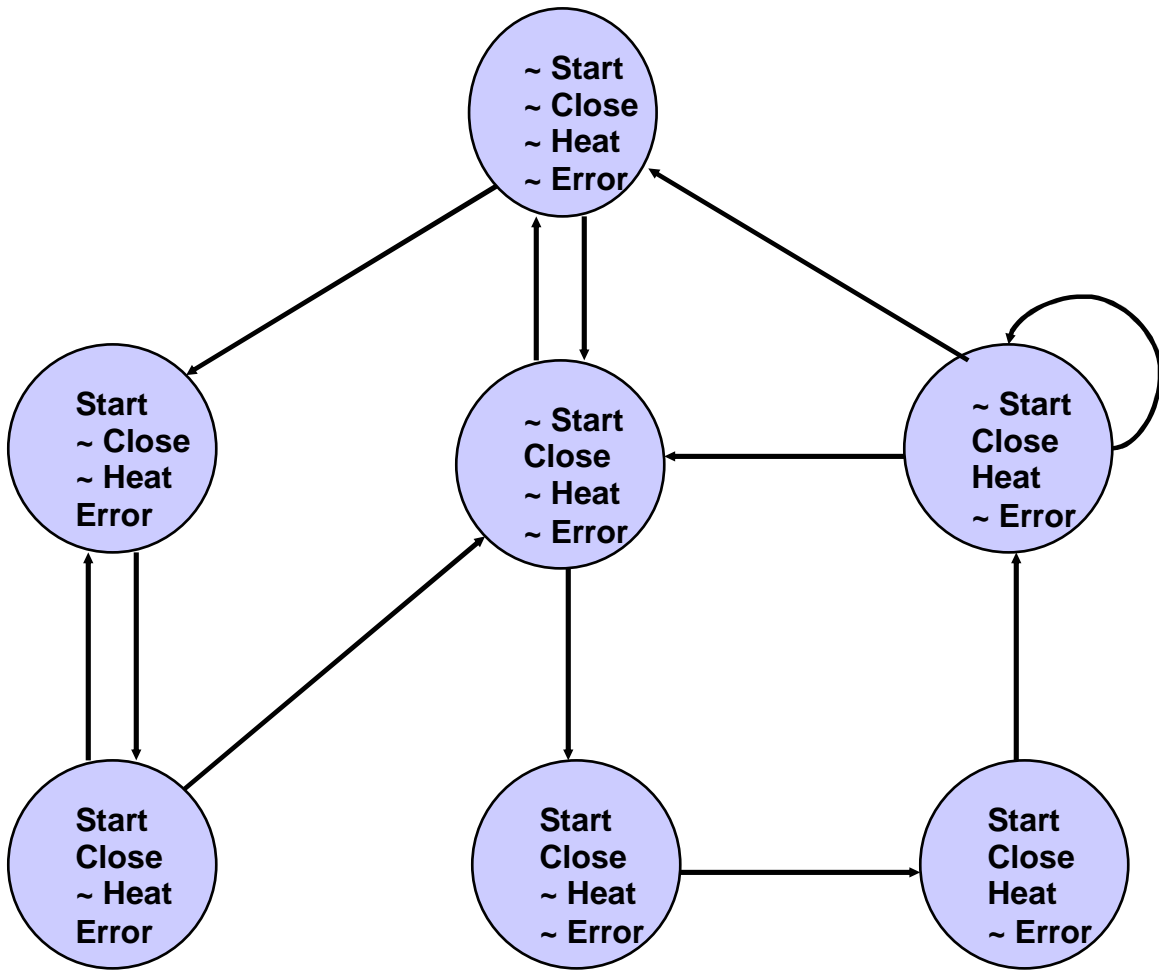 ~ Start
~ Close
~ Heat
~ Error
Start
~ Close
~ Heat
Error
~ Start
Close
~ Heat
~ Error
~ Start
Close
Heat
~ Error
Start
Close
~ Heat
Error
Start
Close
~ Heat
~ Error
Start
Close
Heat
~ Error